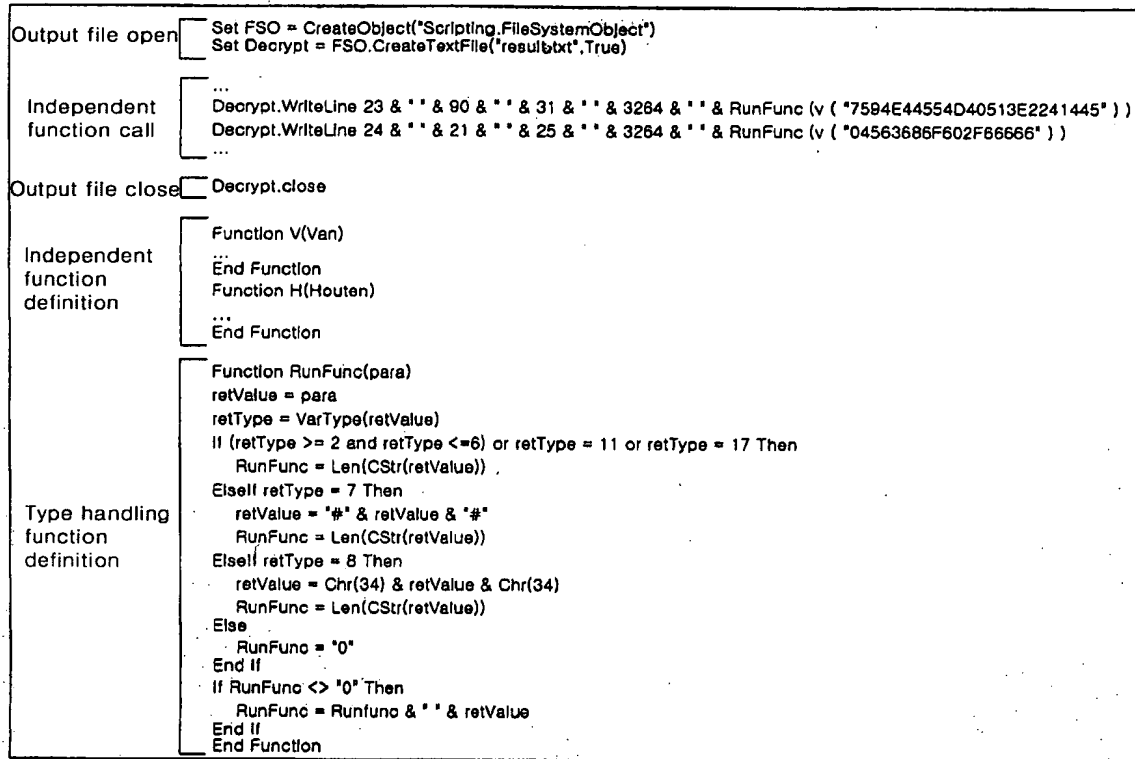 Output file open
Set FSO = CreateObject("Scripting.FileSystemObject")
Set Decrypt = FSO.CreateTextFile("result.txt",True)
Independent
function call
...
Decrypt.WriteLine 23 & " " & 90 & " " & 31 & " " & 3264 & " " & RunFunc (v ( "7594E44554D40513E2241445" ) )
Decrypt.WriteLine 24 & " " & 21 & " " & 25 & " " & 3264 & " " & RunFunc (v ( "04563686F602F66666" ) )
...
Output file close
Decrypt.close
Independent
function
definition
Function V(Van)
...
End Function
Function H(Houten)
...
End Function
Type handling
function
definition
Function RunFunc(para)
retValue = para
retType = VarType(retValue)
If (retType >= 2 and retType <=6) or retType = 11 or retType = 17 Then
RunFunc = Len(CStr(retValue))
ElseIf retType = 7 Then
retValue = "#" & retValue & "#"
RunFunc = Len(CStr(retValue))
ElseIf retType = 8 Then
retValue = Chr(34) & retValue & Chr(34)
RunFunc = Len(CStr(retValue))
Else
RunFunc = "0"
End If
If RunFunc <> "0" Then
RunFunc = Runfunc & " " & retValue
End If
End Function